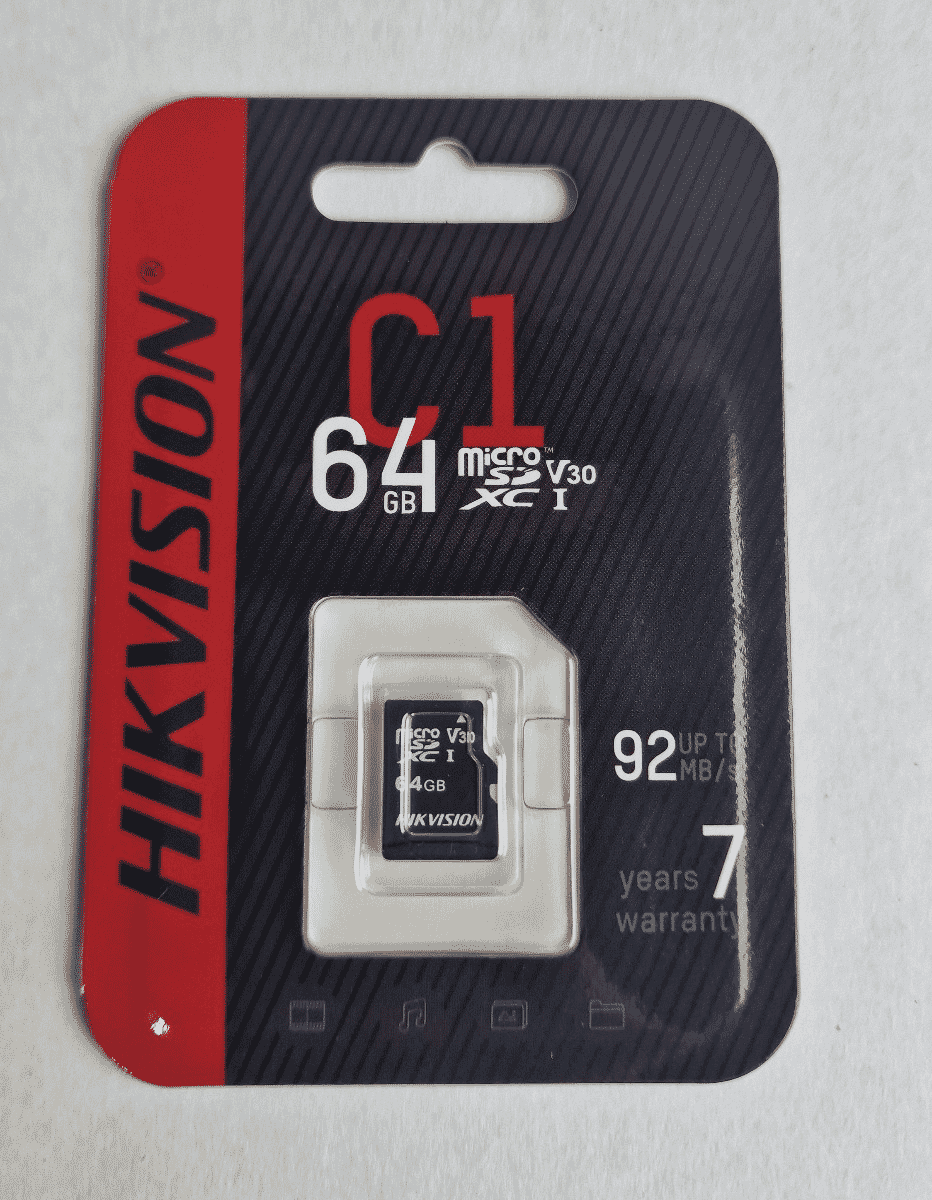 HIKVISION®
C1
64
GB
micro
SD™
XC I
V30
micro
SD
XC I
V30
64GB
HIKVISION
92 UP TO
MB/s
7
years
warranty